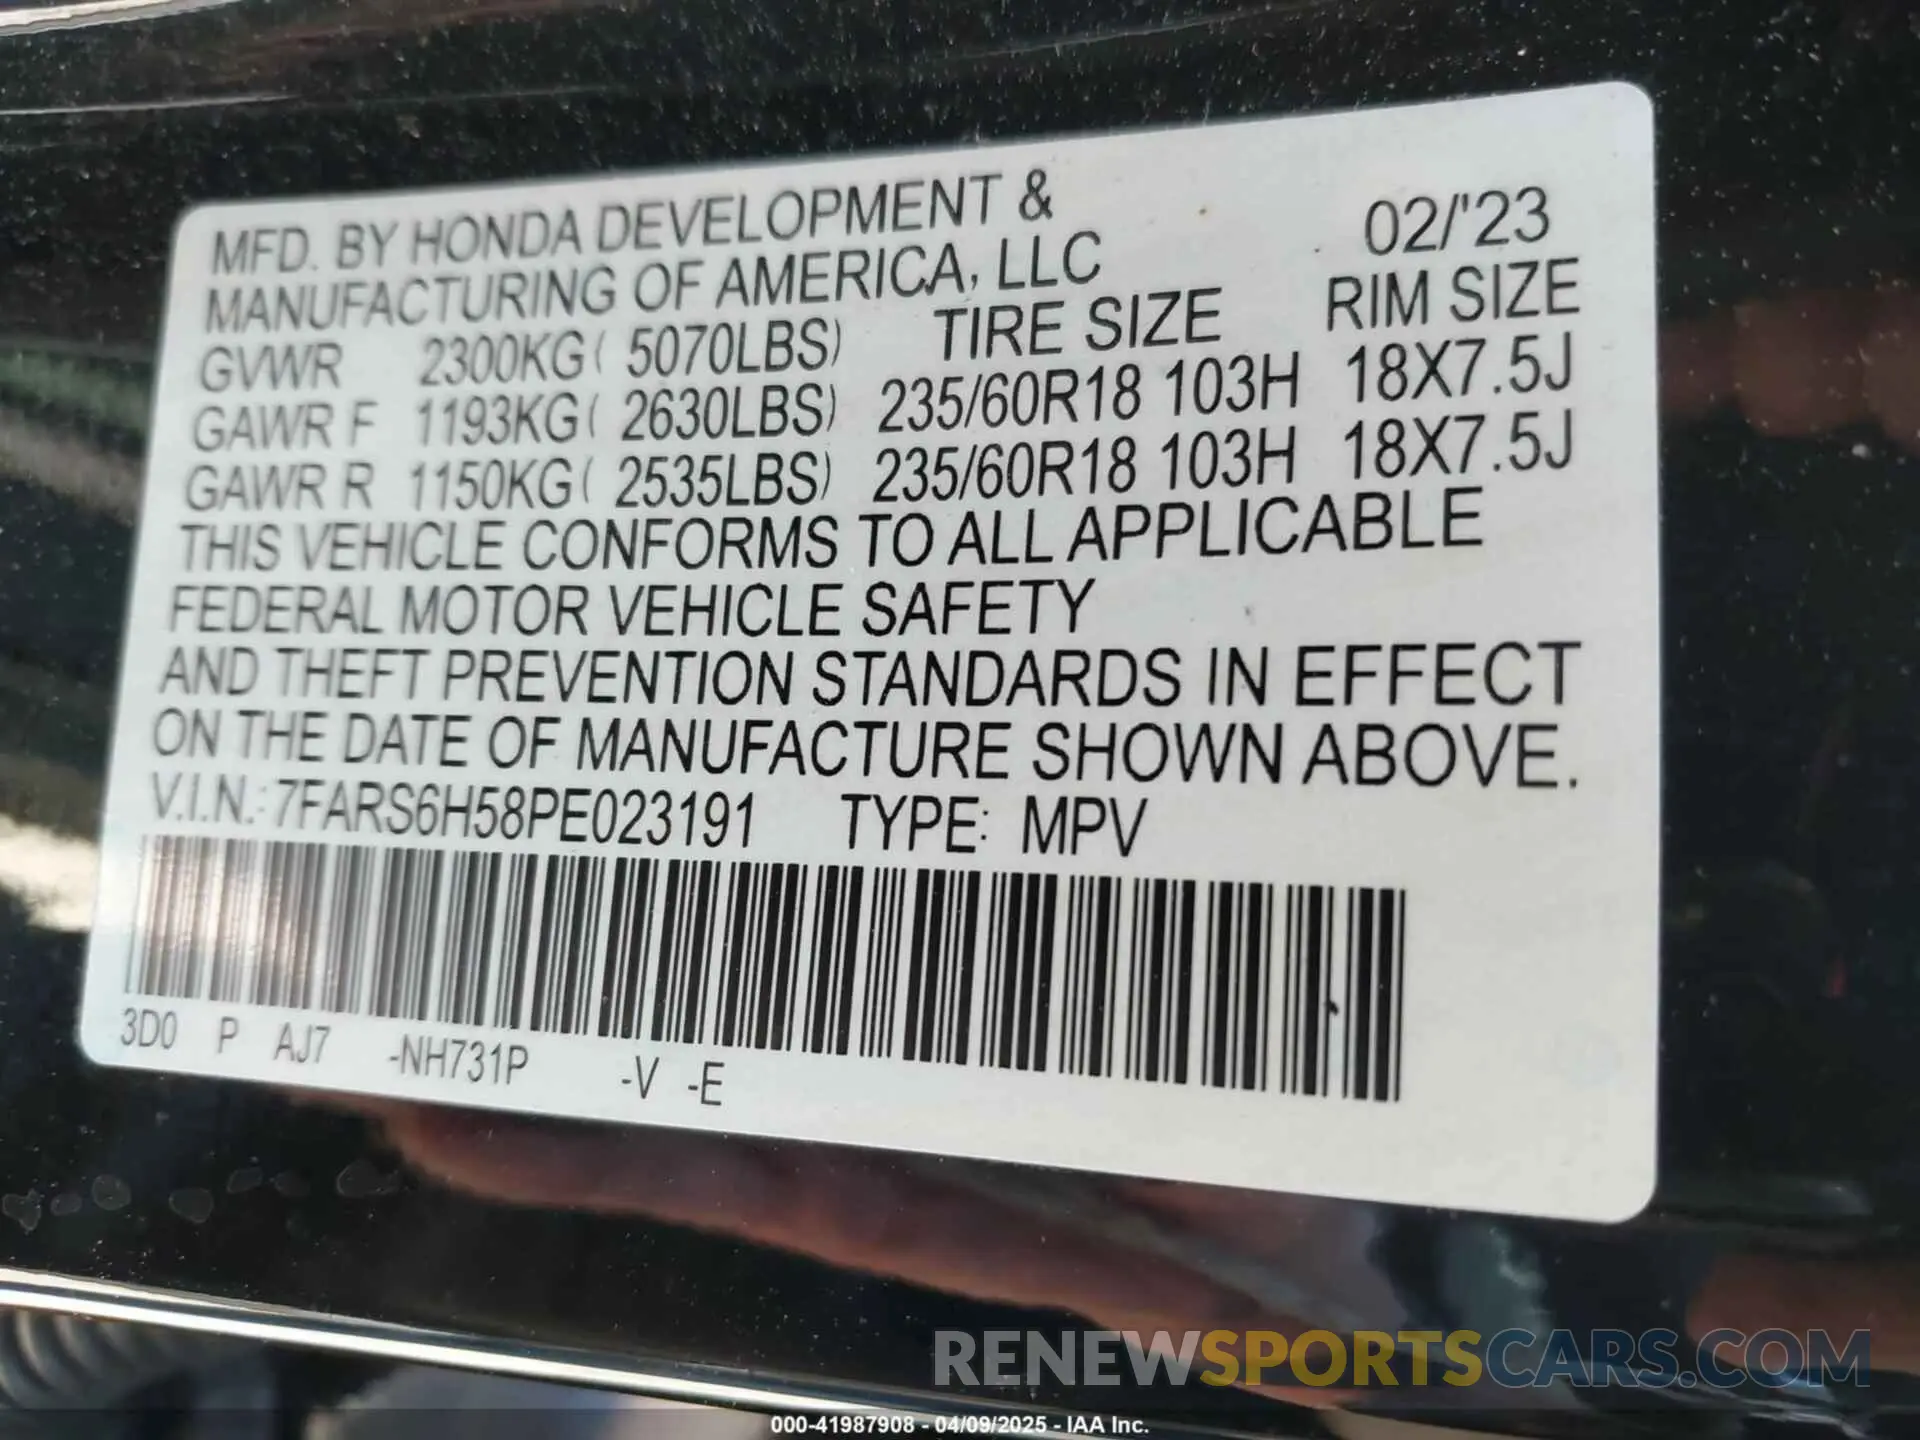 MFD. BY HONDA DEVELOPMENT &
MANUFACTURING OF AMERICA, LLC 02/'23
GVWR 2300KG( 5070LBS) TIRE SIZE RIM SIZE
GAWR F 1193KG( 2630LBS) 235/60R18 103H 18X7.5J
GAWR R 1150KG( 2535LBS) 235/60R18 103H 18X7.5J
THIS VEHICLE CONFORMS TO ALL APPLICABLE
FEDERAL MOTOR VEHICLE SAFETY
AND THEFT PREVENTION STANDARDS IN EFFECT
ON THE DATE OF MANUFACTURE SHOWN ABOVE.
V.I.N.: 7FARS6H58PE023191 TYPE: MPV
3D0 P AJ7 -NH731P -V -E
RENEWSPORTSCARS.COM
000-41987908 - 04/09/2025 - IAA Inc.